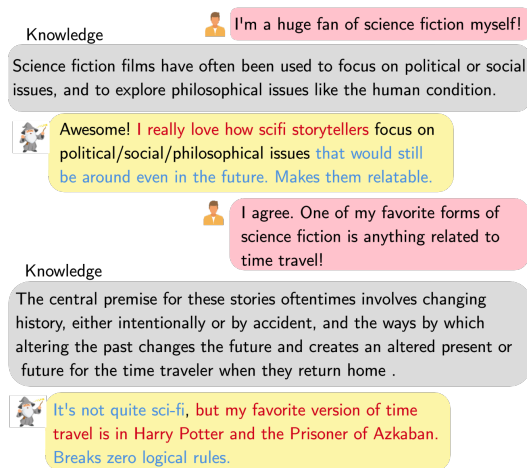 I'm a huge fan of science fiction myself!
Knowledge
Science fiction films have often been used to focus on political or social
issues, and to explore philosophical issues like the human condition.
Awesome! I really love how scifi storytellers focus on
political/social/philosophical issues that would still
be around even in the future. Makes them relatable.
I agree. One of my favorite forms of
science fiction is anything related to
time travel!
Knowledge
The central premise for these stories oftentimes involves changing
history, either intentionally or by accident, and the ways by which
altering the past changes the future and creates an altered present or
future for the time traveler when they return home .
It's not quite sci-fi, but my favorite version of time
travel is in Harry Potter and the Prisoner of Azkaban.
Breaks zero logical rules.